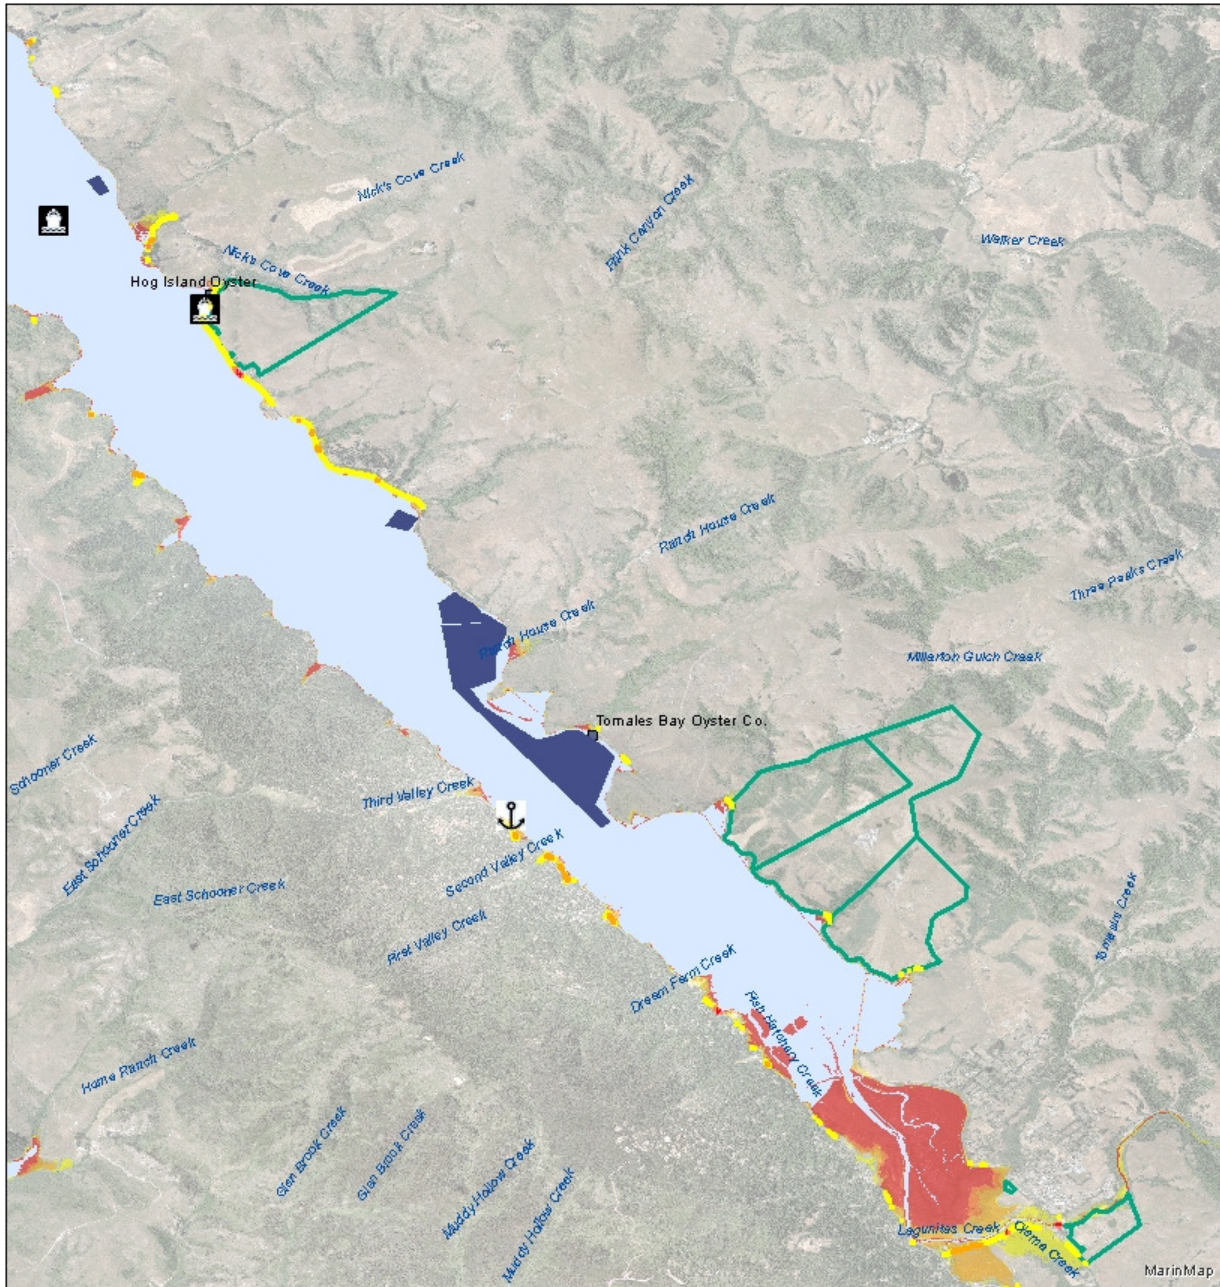 Nick's Cove Creek
Frink Canyon Creek
Walker Creek
Nick's Cove Creek
Hog Island Oyster
Ranch House Creek
Three Peaks Creek
Ranch House Creek
Millerton Gulch Creek
Tomales Bay Oyster Co.
Schooner Creek
Third Valley Creek
East Schooner Creek
Second Valley Creek
East Schooner Creek
First Valley Creek
Tomasini Creek
Dream Farm Creek
Fish Hatchery Creek
Home Ranch Creek
Glen Brook Creek
Glen Brook Creek
Muddy Hollow Creek
Muddy Hollow Creek
Lagunitas Creek
Olema Creek
MarinMap